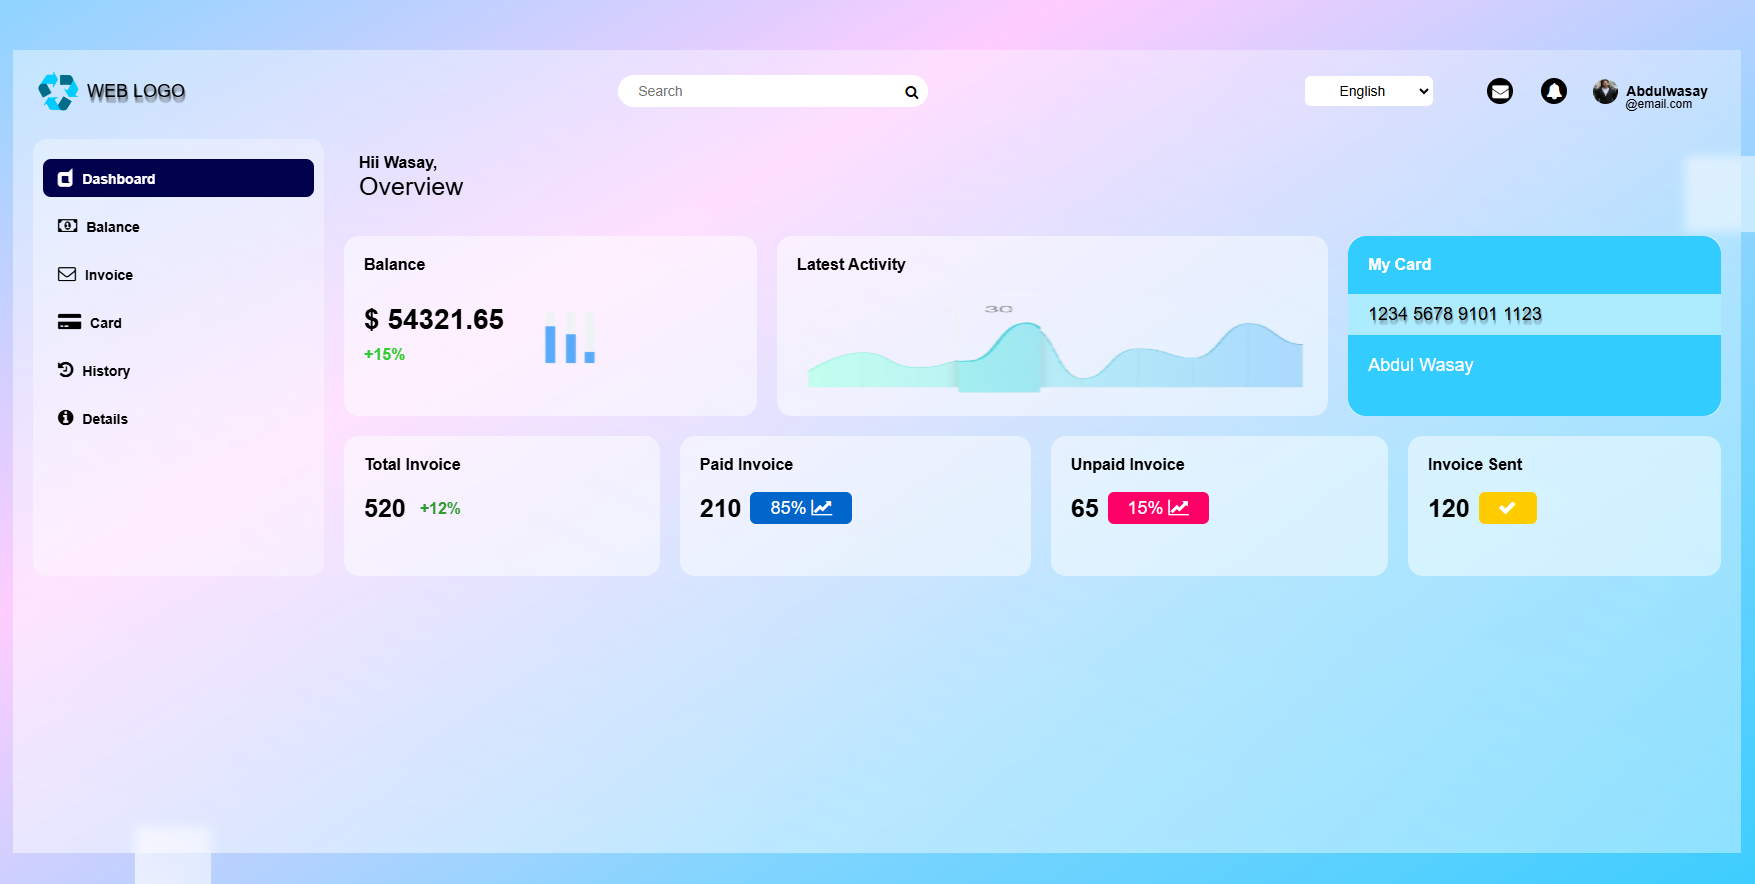 WEB LOGO
Search
English
Abdulwasay
@email.com
Dashboard
Balance
Invoice
Card
History
Details
Hii Wasay,
Overview
Balance
$ 54321.65
+15%
Latest Activity
30
My Card
1234 5678 9101 1123
Abdul Wasay
Total Invoice
520 +12%
Paid Invoice
210 85%
Unpaid Invoice
65 15%
Invoice Sent
120